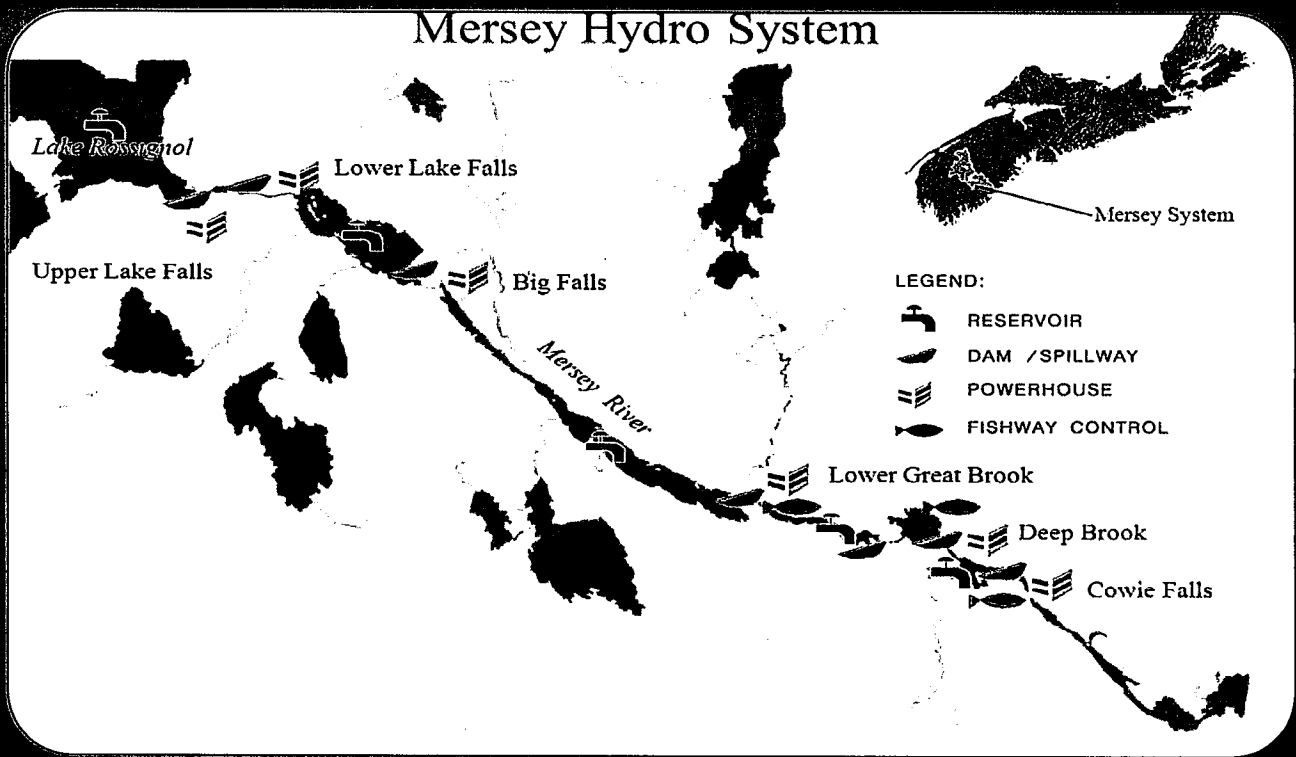 Mersey Hydro System
Lake Rossignol
Lower Lake Falls
Upper Lake Falls
Big Falls
Mersey River
Lower Great Brook
Deep Brook
Cowie Falls
Mersey System
LEGEND:
RESERVOIR
DAM /SPILLWAY
POWERHOUSE
FISHWAY CONTROL